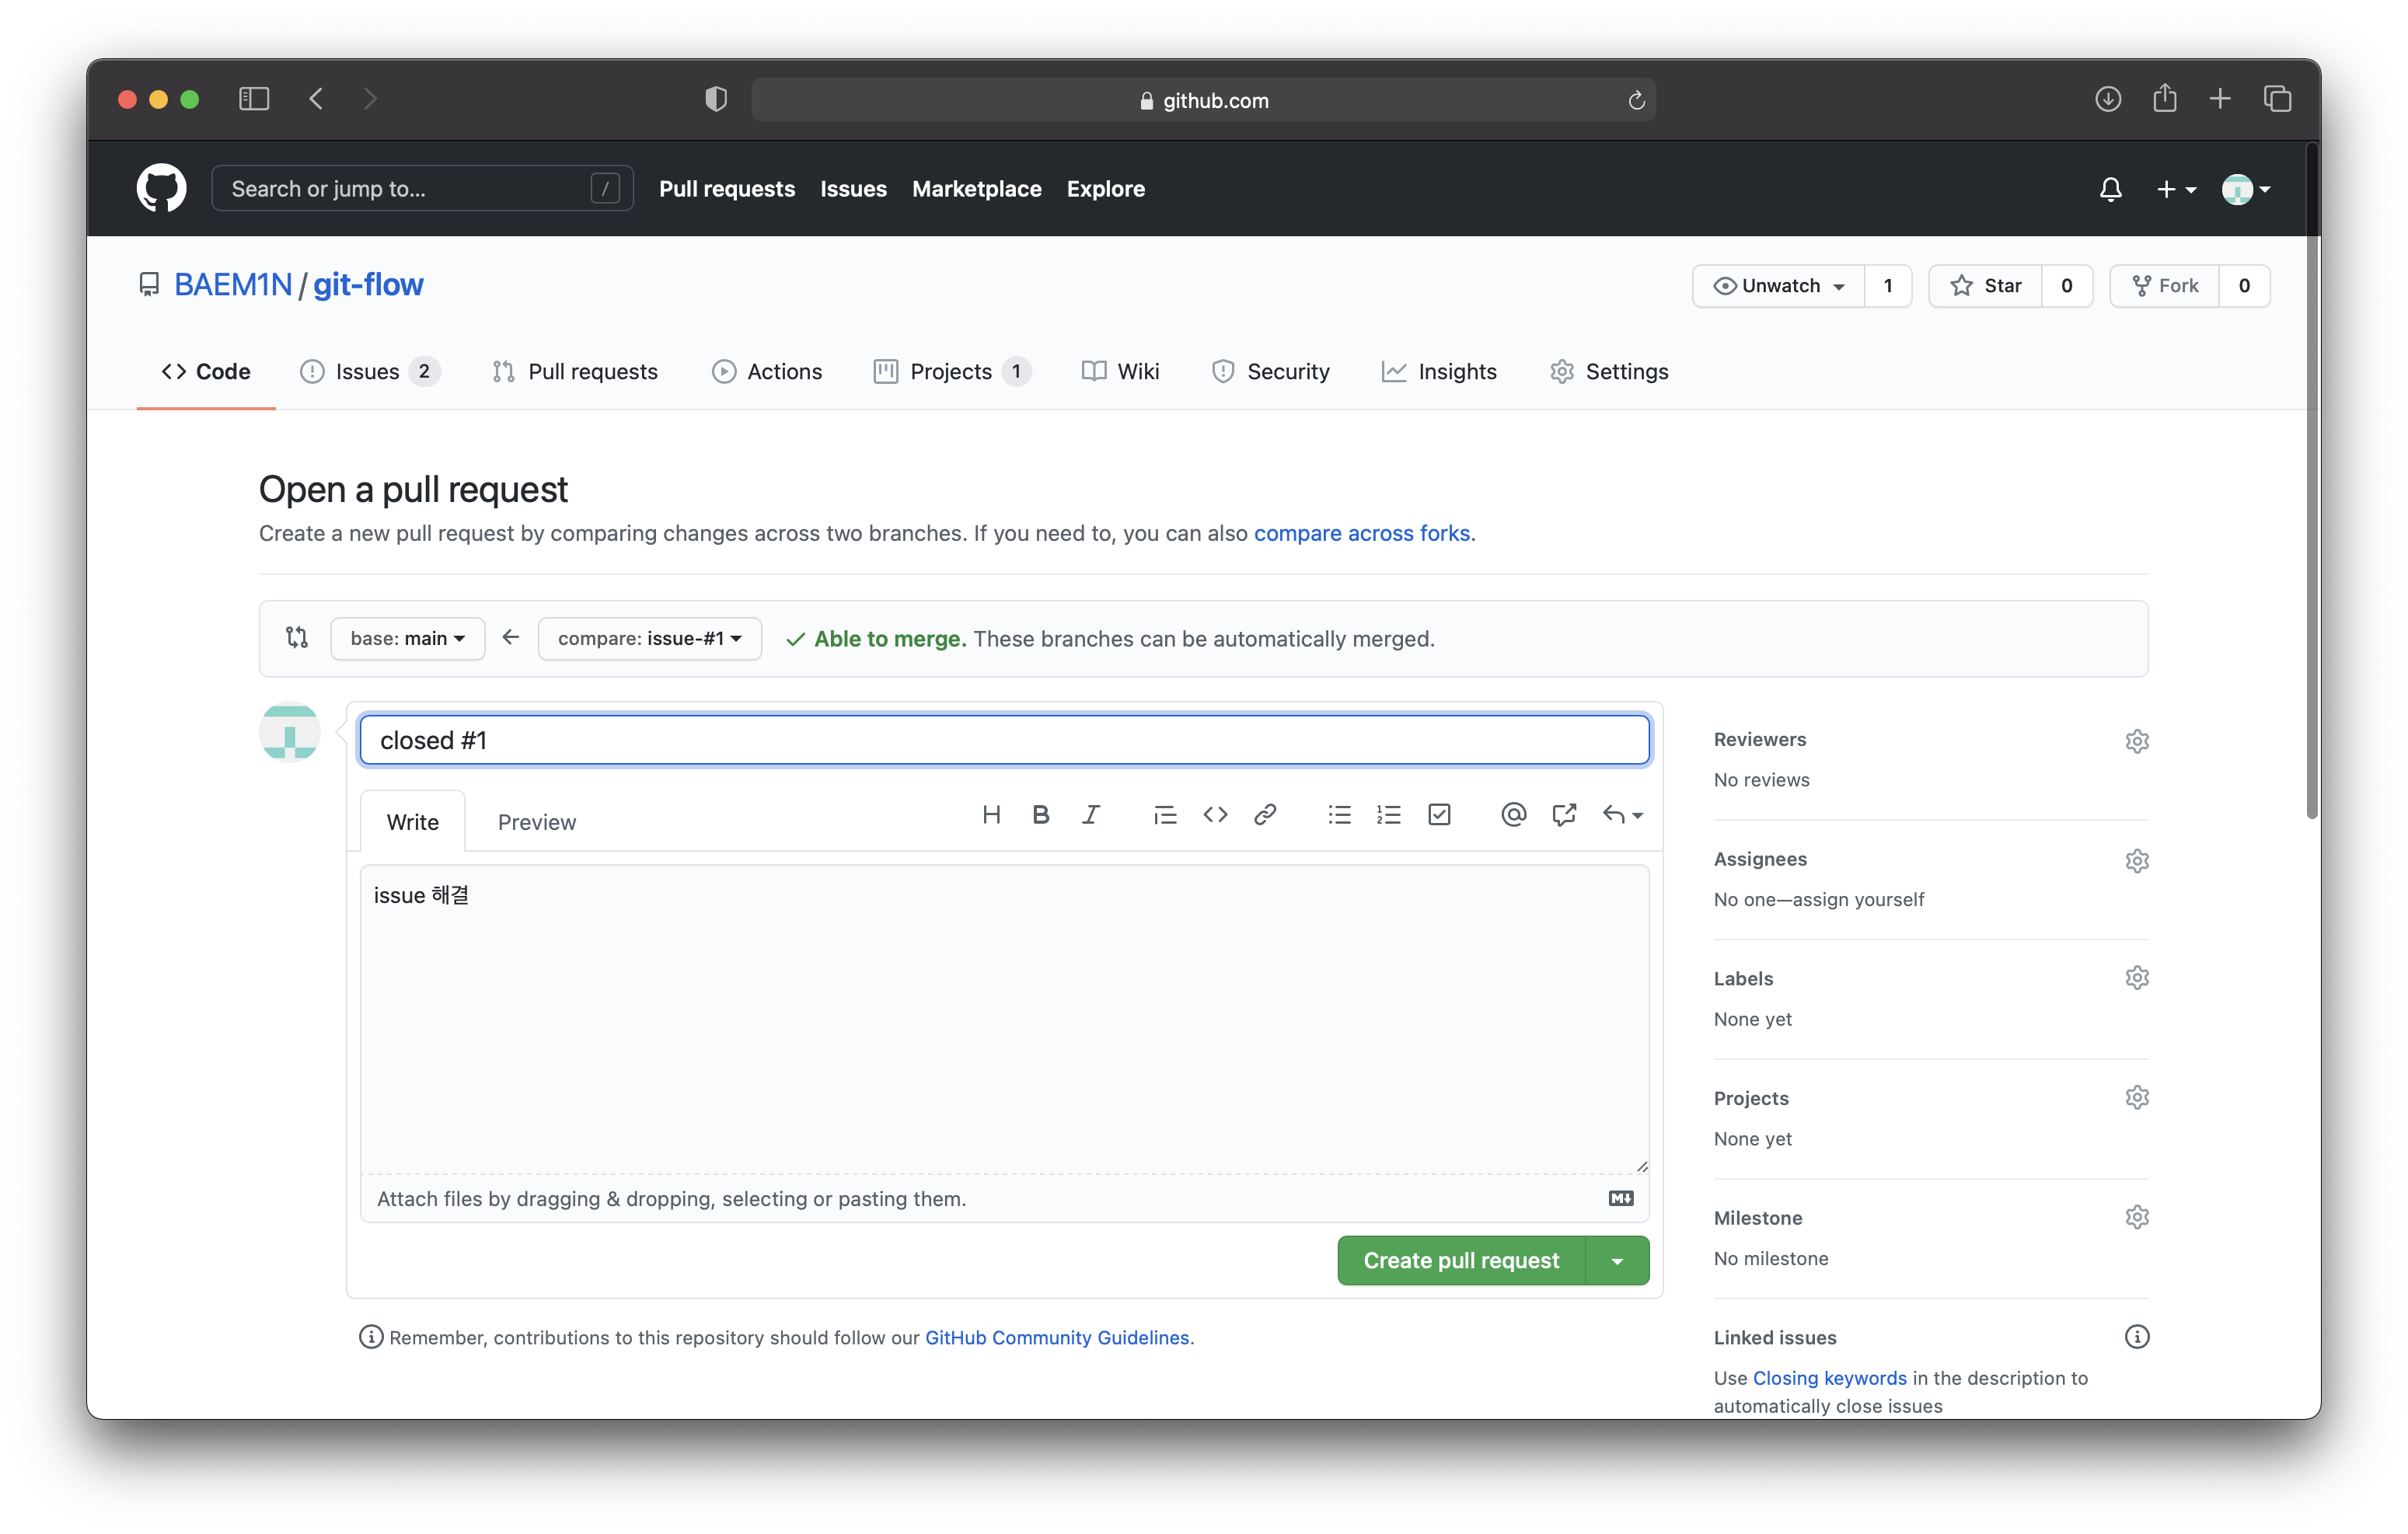 github.com
Search or jump to... /
Pull requests Issues Marketplace Explore
BAEM1N / git-flow
Unwatch 1 Star 0 Fork 0
Code Issues 2 Pull requests Actions Projects 1 Wiki Security Insights Settings
Open a pull request
Create a new pull request by comparing changes across two branches. If you need to, you can also compare across forks.
base: main compare: issue-#1 Able to merge. These branches can be automatically merged.
closed #1
Write Preview
issue 해결
Attach files by dragging & dropping, selecting or pasting them.
Create pull request
Remember, contributions to this repository should follow our GitHub Community Guidelines.
Reviewers
No reviews
Assignees
No one—assign yourself
Labels
None yet
Projects
None yet
Milestone
No milestone
Linked issues
Use Closing keywords in the description to
automatically close issues